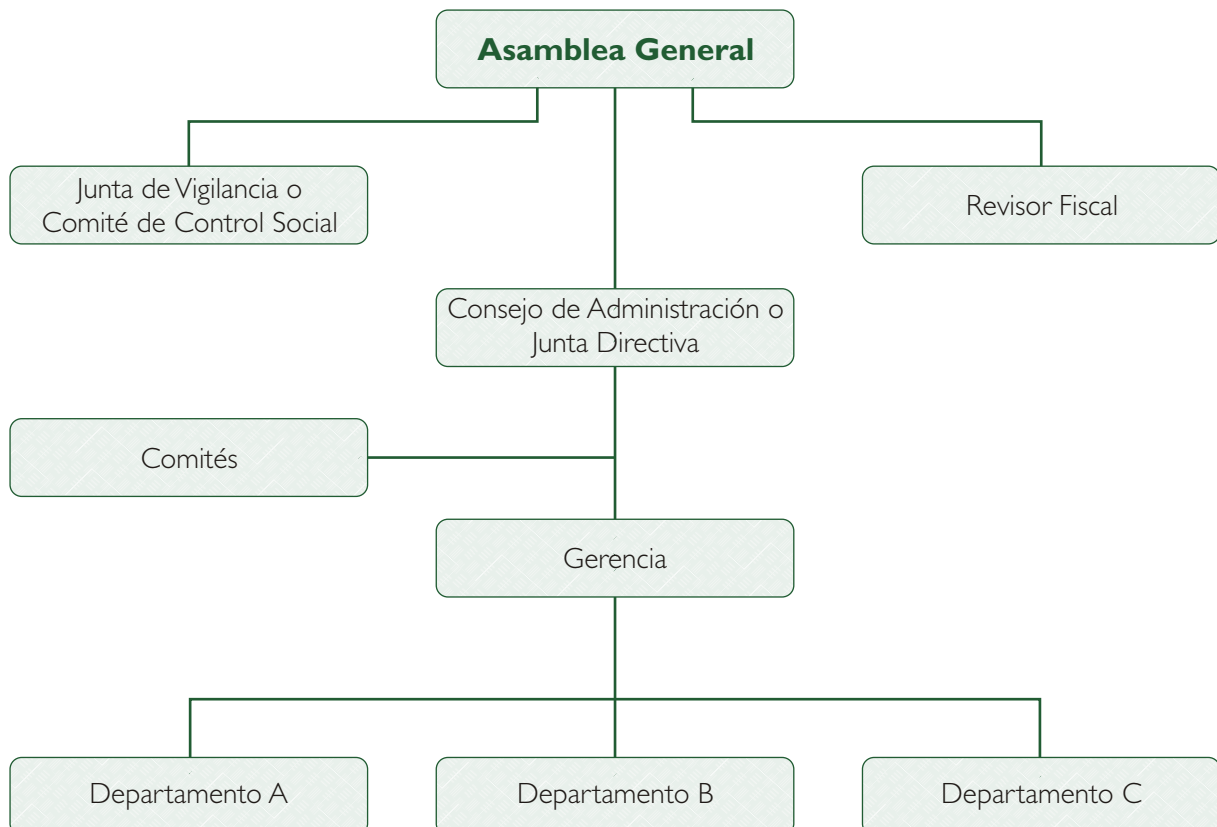 Asamblea General
Junta de Vigilancia o
Comité de Control Social
Revisor Fiscal
Consejo de Administración o
Junta Directiva
Comités
Gerencia
Departamento A
Departamento B
Departamento C